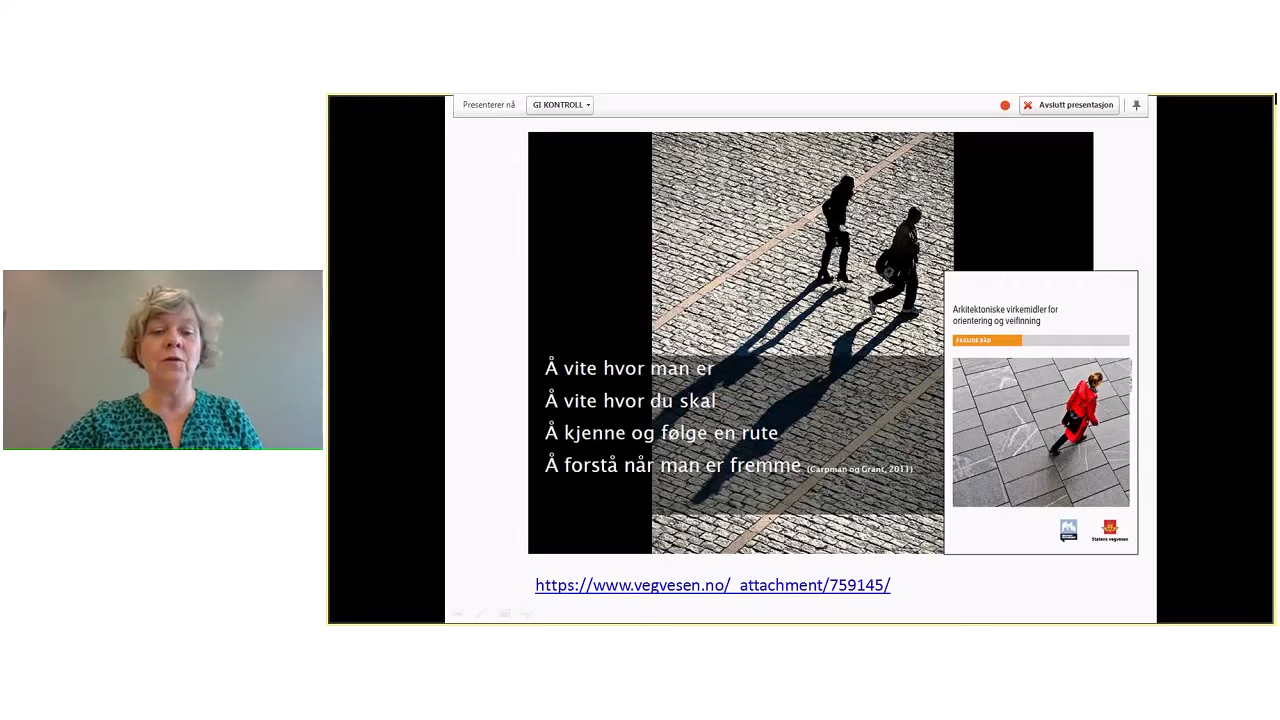 Presenterer nå
GI KONTROLL
Avslutt presentasjon
Å vite hvor man er
Å vite hvor du skal
Å kjenne og følge en rute
Å forstå når man er fremme (Carpman og Grant, 2011)
Arkitektoniske virkemidler for
orientering og veifinning
FAGLIGE RÅD
Statens vegvesen
https://www.vegvesen.no/_attachment/759145/